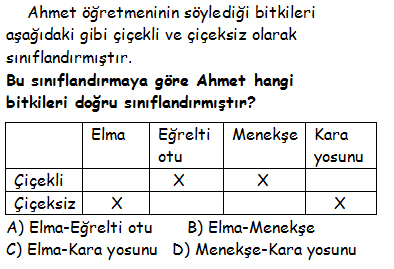 Ahmet öğretmeninin söylediği bitkileri
aşağıdaki gibi çiçekli ve çiçeksiz olarak
sınıflandırmıştır.
Bu sınıflandırmaya göre Ahmet hangi
bitkileri doğru sınıflandırmıştır?
Elma Eğrelti otu Menekşe Kara yosunu
Çiçekli X X
Çiçeksiz X X
A) Elma-Eğrelti otu B) Elma-Menekşe
C) Elma-Kara yosunu D) Menekşe-Kara yosunu